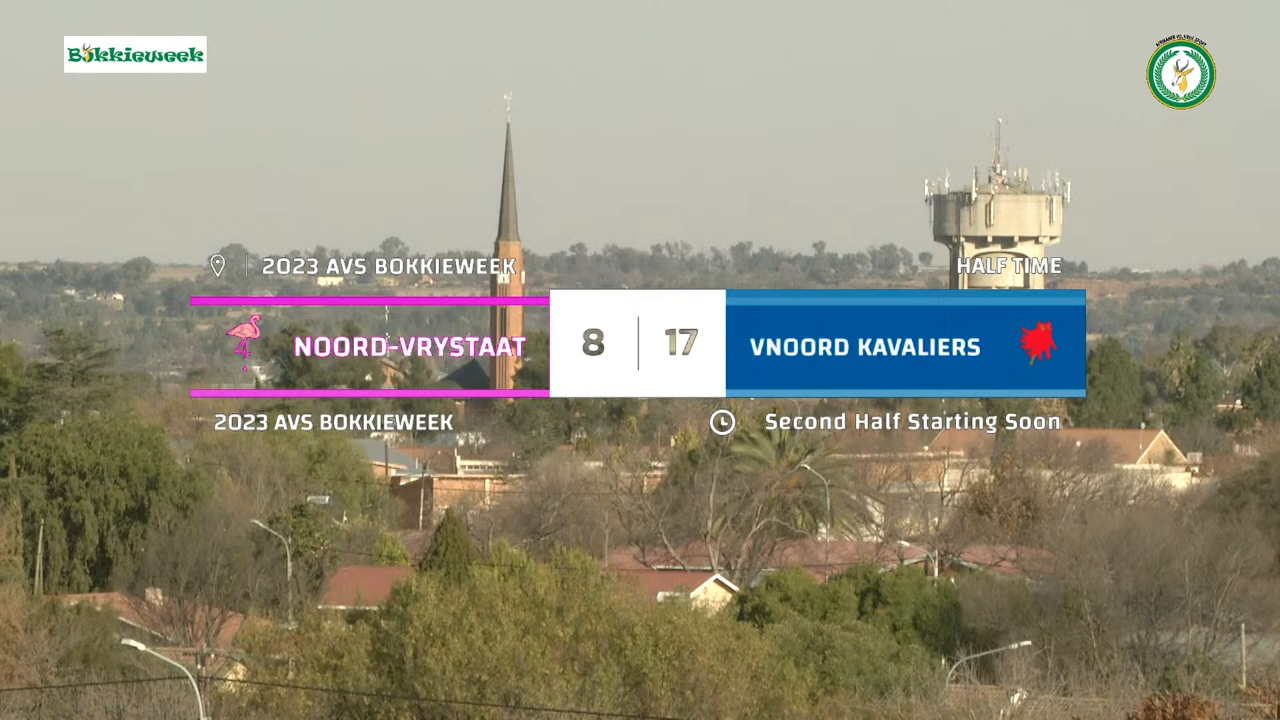 Bokkieweek
2023 AVS BOKKIEWEEK
HALF TIME
NOORD-VRYSTAAT
8
17
VNOORD KAVALIERS
2023 AVS BOKKIEWEEK
Second Half Starting Soon